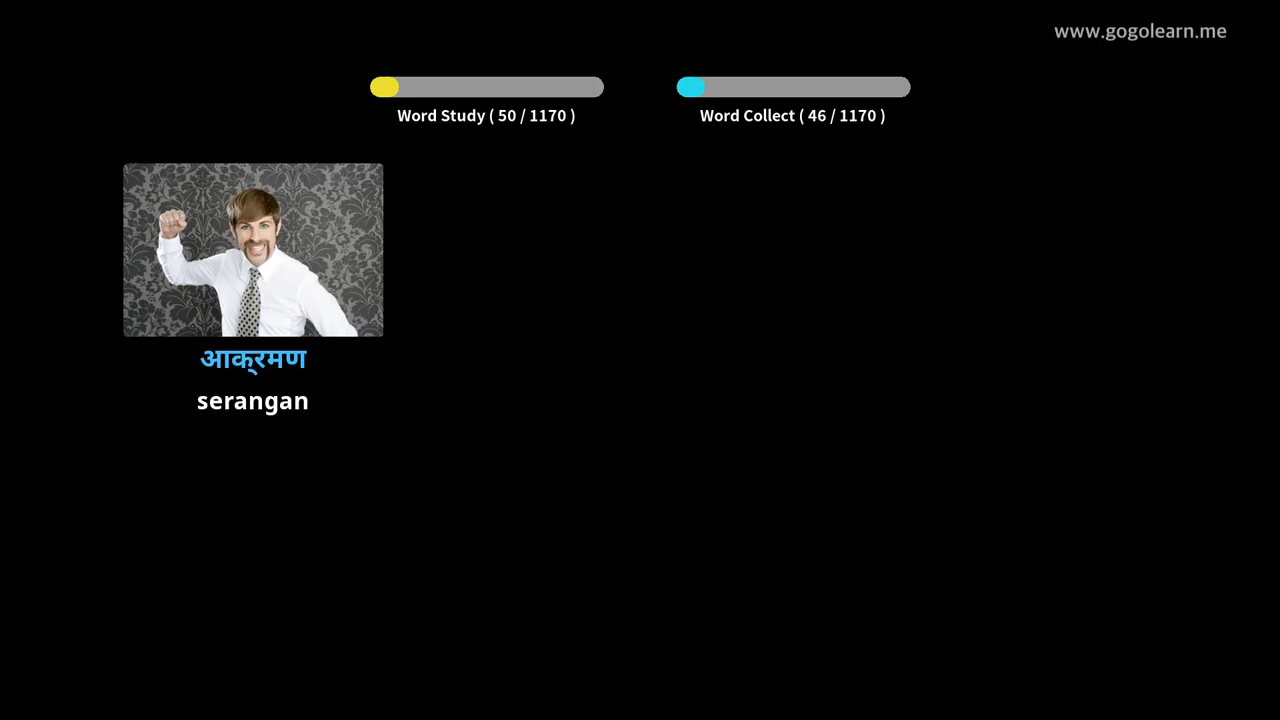 www.gogolearn.me
Word Study ( 50 / 1170 )
Word Collect ( 46 / 1170 )
आक्रमण
serangan